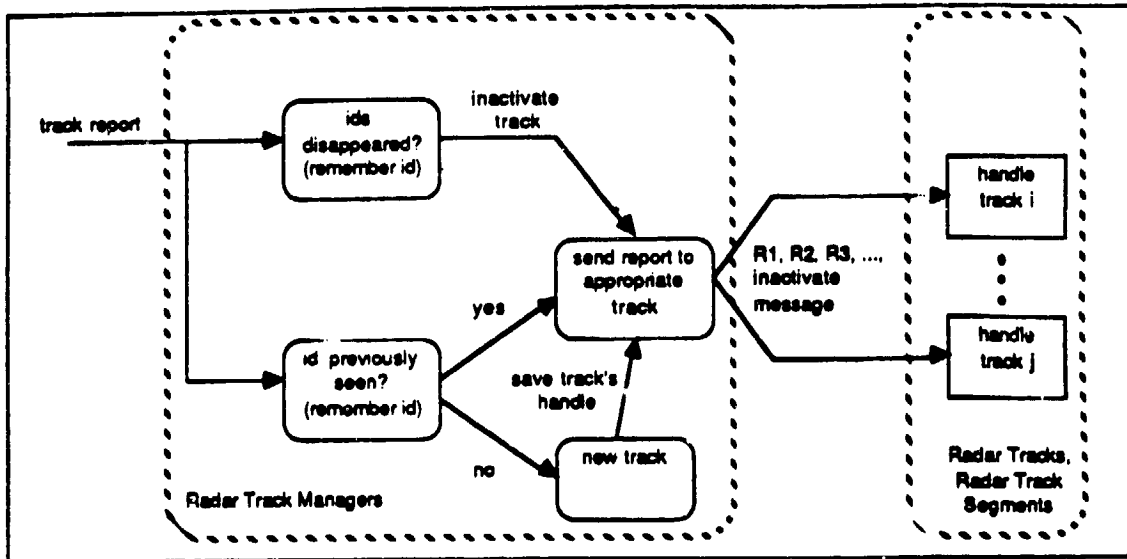 track report
ids
disappeared?
(remember id)
inactivate
track
send report to
appropriate
track
yes
id previously
seen?
(remember id)
save track's
handle
no
new track
Radar Track Managers
R1, R2, R3, ...,
inactivate
message
handle
track i
handle
track j
Radar Tracks,
Radar Track
Segments